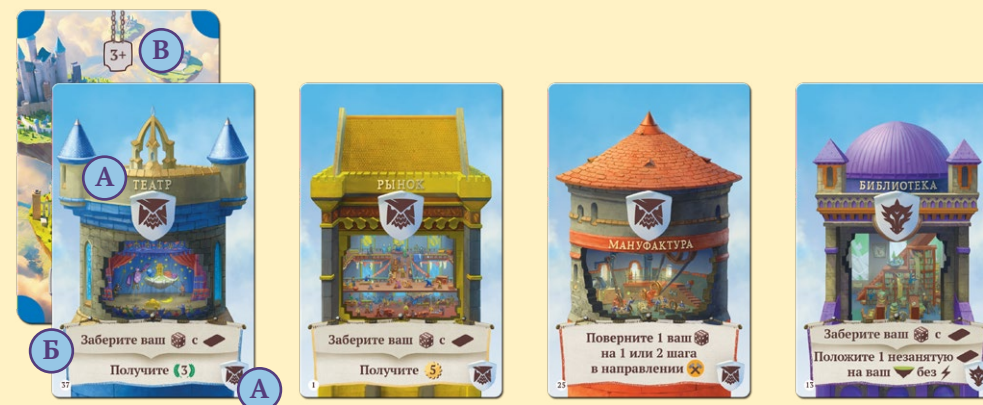 3+
В
А
ТЕАТР
Забериte ваш с
Получите (3)
37
Б
А
РЫНОК
Заберите ваш с
Получите 5
1
МАНУФАКТУРА
Поверните 1 ваш
на 1 или 2 шага
в направлении
25
БИБЛИОТЕКА
Заберите ваш с
Положите 1 незанятую
на ваш без
13